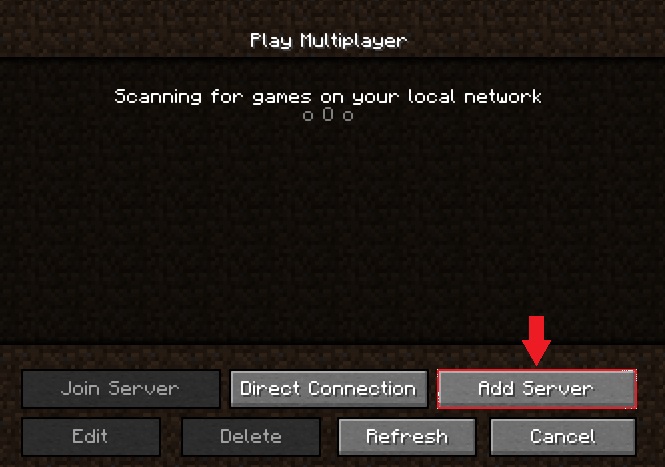 Play Multiplayer
Scanning for games on your local network
o O o
Join Server Direct Connection Add Server
Edit Delete Refresh Cancel